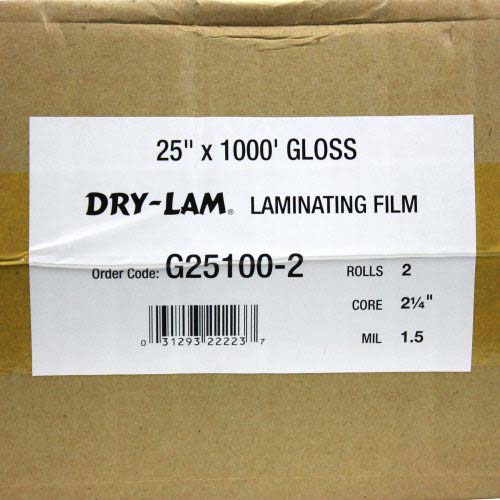 25" x 1000' GLOSS
DRY-LAM® LAMINATING FILM
Order Code: G25100-2
ROLLS 2
CORE 2¼"
MIL 1.5
0 31293 22223 7